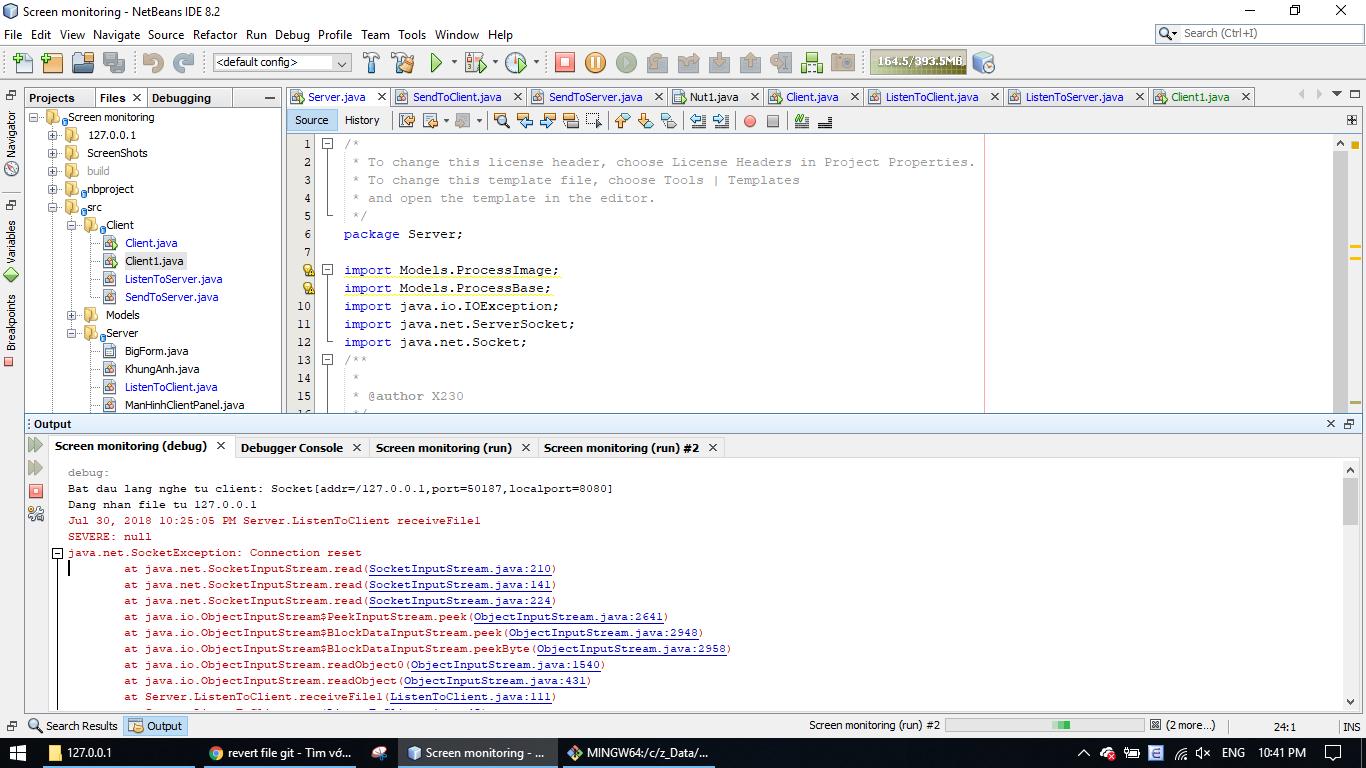 Screen monitoring - NetBeans IDE 8.2
File Edit View Navigate Source Refactor Run Debug Profile Team Tools Window Help
Search (Ctrl+I)
<default config>
164.5/393.5MB
Projects
Files
Debugging
Server.java
SendToClient.java
SendToServer.java
Nut1.java
Client.java
ListenToClient.java
ListenToServer.java
Client1.java
Navigator
Variables
Breakpoints
Screen monitoring
127.0.0.1
ScreenShots
build
nbproject
src
Client
Client.java
Client1.java
ListenToServer.java
SendToServer.java
Models
Server
BigForm.java
KhungAnh.java
ListenToClient.java
ManHinhClientPanel.java
Source History
1 /*
2 * To change this license header, choose License Headers in Project Properties.
3 * To change this template file, choose Tools | Templates
4 * and open the template in the editor.
5 */
6 package Server;
7
import Models.ProcessImage;
import Models.ProcessBase;
10 import java.io.IOException;
11 import java.net.ServerSocket;
12 import java.net.Socket;
13 /**
14 *
15 * @author X230
Output
Screen monitoring (debug)
Debugger Console
Screen monitoring (run)
Screen monitoring (run) #2
debug:
Bat dau lang nghe tu client: Socket[addr=/127.0.0.1,port=50187,localport=8080]
Dang nhan file tu 127.0.0.1
Jul 30, 2018 10:25:05 PM Server.ListenToClient receiveFile1
SEVERE: null
java.net.SocketException: Connection reset
at java.net.SocketInputStream.read(SocketInputStream.java:210)
at java.net.SocketInputStream.read(SocketInputStream.java:141)
at java.net.SocketInputStream.read(SocketInputStream.java:224)
at java.io.ObjectInputStream$PeekInputStream.peek(ObjectInputStream.java:2641)
at java.io.ObjectInputStream$BlockDataInputStream.peek(ObjectInputStream.java:2948)
at java.io.ObjectInputStream$BlockDataInputStream.peekByte(ObjectInputStream.java:2958)
at java.io.ObjectInputStream.readObject0(ObjectInputStream.java:1540)
at java.io.ObjectInputStream.readObject(ObjectInputStream.java:431)
at Server.ListenToClient.receiveFile1(ListenToClient.java:111)
Search Results
Output
Screen monitoring (run) #2
(2 more...)
24:1
INS
127.0.0.1
revert file git - Tìm vớ...
Screen monitoring - ...
MINGW64:/c/z_Data/...
ENG
10:41 PM